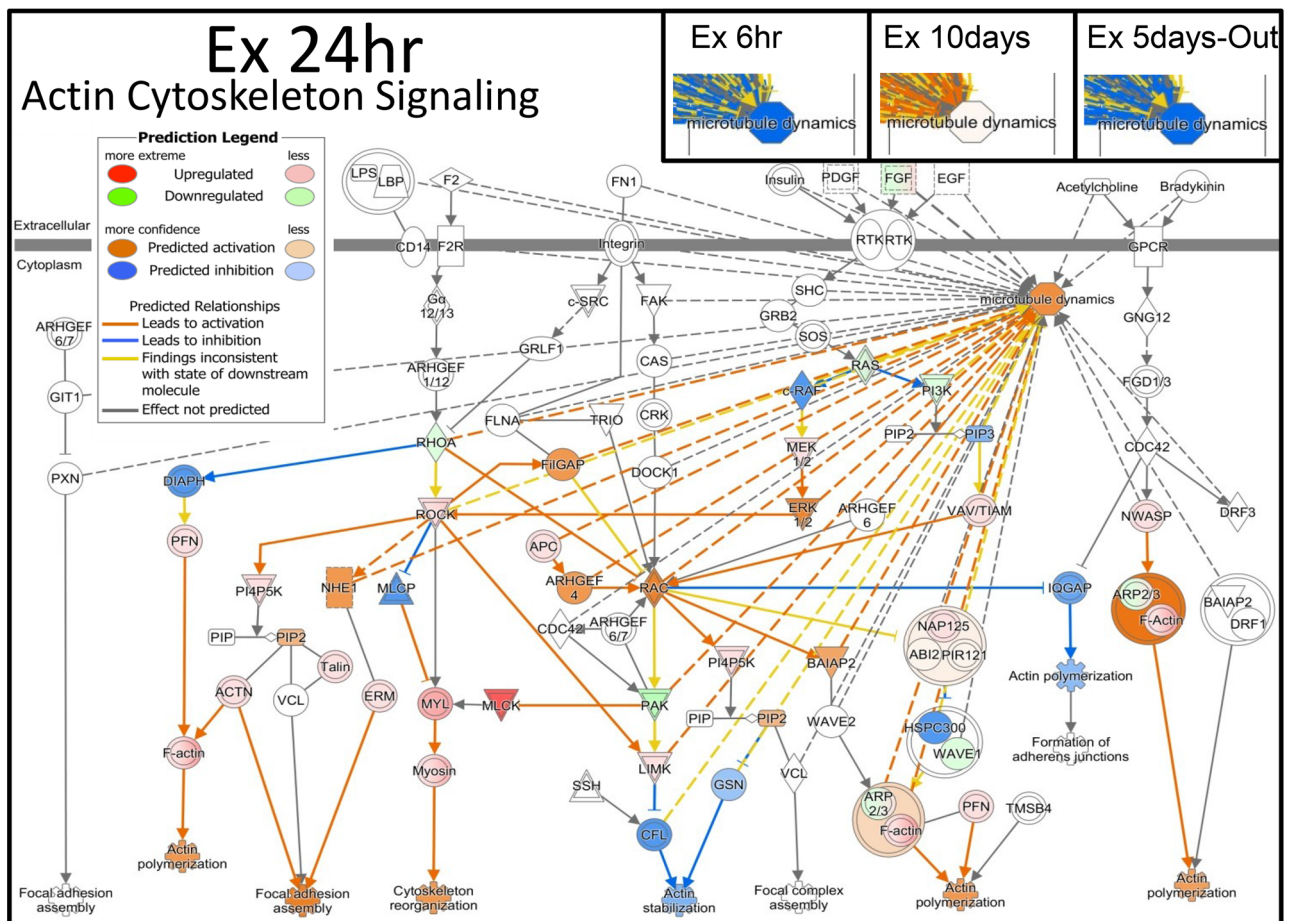 Ex 24hr
Actin Cytoskeleton Signaling
Ex 6hr
microtubule dynamics
Ex 10days
microtubule dynamics
Ex 5days-Out
microtubule dynamics
Prediction Legend
more extreme
less
Upregulated
Downregulated
more confidence
less
Predicted activation
Predicted inhibition
Predicted Relationships
Leads to activation
Leads to inhibition
Findings inconsistent
with state of downstream
molecule
Effect not predicted
Extracellular
Cytoplasm
LPS
LBP
F2
FN1
Insulin
PDGF
FGF
EGF
Acetylcholine
Bradykinin
CD14
F2R
Integrin
RTK
RTK
GPCR
Gα
12/13
c-SRC
FAK
SHC
GRB2
SOS
microtubule dynamics
GNG12
ARHGEF
6/7
GRLF1
CAS
RAS
ARHGEF
1/12
c-RAF
PI3K
FGD1/3
GIT1
FLNA
TRIO
CRK
RHOA
MEK
1/2
PIP2
PIP3
CDC42
PXN
DIAPH
FilGAP
DOCK1
ROCK
ERK
1/2
ARHGEF
6
VAV/TIAM
NWASP
DRF3
PFN
APC
PI4P5K
NHE1
MLCP
ARHGEF
4
RAC
IQGAP
ARP2/3
F-Actin
BAIAP2
DRF1
PIP
PIP2
CDC42
ARHGEF
6/7
NAP125
ABI2
PIR121
Talin
PI4P5K
BAIAP2
Actin polymerization
ACTN
VCL
ERM
MYL
MLCK
PAK
PIP
PIP2
WAVE2
HSPC300
WAVE1
Formation of
adherens junctions
F-actin
Myosin
LIMK
SSH
GSN
VCL
ARP
2/3
F-actin
PFN
TMSB4
CFL
Actin
polymerization
Focal adhesion
assembly
Focal adhesion
assembly
Cytoskeleton
reorganization
Actin
stabilization
Focal complex
assembly
Actin
polymerization
Actin
polymerization